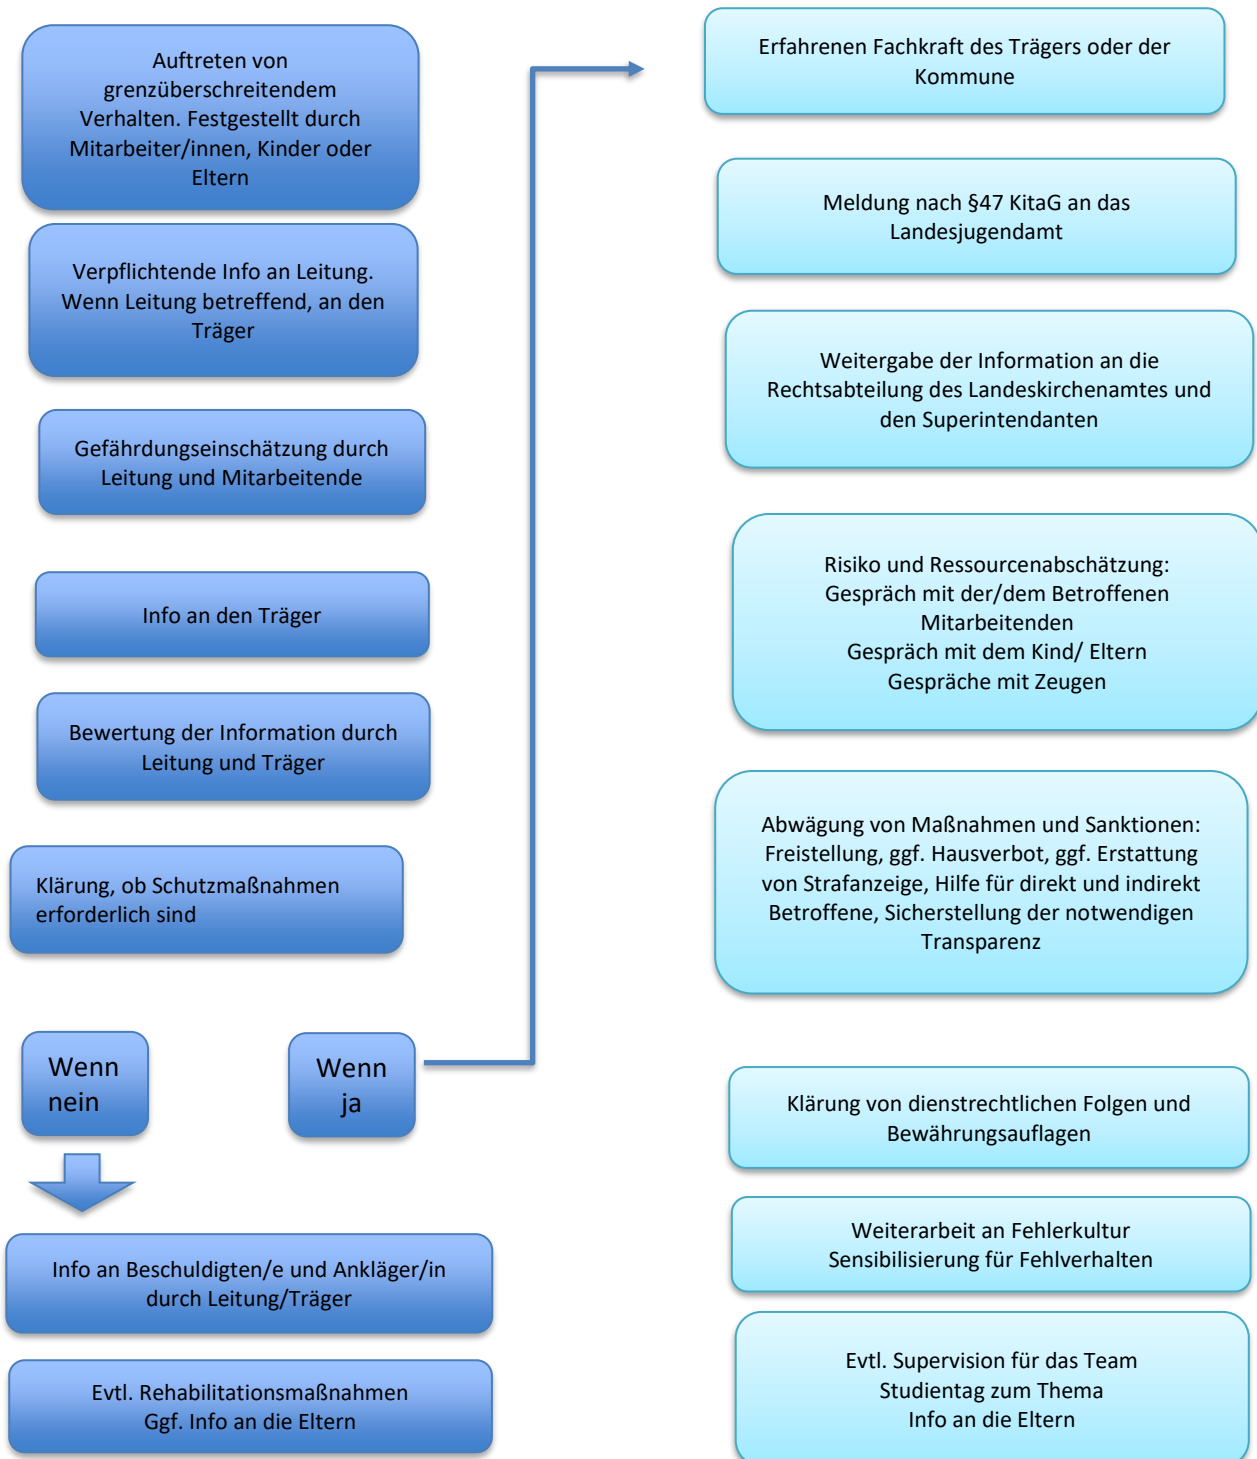 Auftreten von
grenzüberschreitendem
Verhalten. Festgestellt durch
Mitarbeiter/innen, Kinder oder
Eltern
Verpflichtende Info an Leitung.
Wenn Leitung betreffend, an den
Träger
Gefährdungseinschätzung durch
Leitung und Mitarbeitende
Info an den Träger
Bewertung der Information durch
Leitung und Träger
Klärung, ob Schutzmaßnahmen
erforderlich sind
Wenn
nein
Wenn
ja
Info an Beschuldigten/e und Ankläger/in
durch Leitung/Träger
Evtl. Rehabilitationsmaßnahmen
Ggf. Info an die Eltern
Erfahrenen Fachkraft des Trägers oder der
Kommune
Meldung nach §47 KitaG an das
Landesjugendamt
Weitergabe der Information an die
Rechtsabteilung des Landeskirchenamtes und
den Superintendanten
Risiko und Ressourcenabschätzung:
Gespräch mit der/dem Betroffenen
Mitarbeitenden
Gespräch mit dem Kind/ Eltern
Gespräche mit Zeugen
Abwägung von Maßnahmen und Sanktionen:
Freistellung, ggf. Hausverbot, ggf. Erstattung
von Strafanzeige, Hilfe für direkt und indirekt
Betroffene, Sicherstellung der notwendigen
Transparenz
Klärung von dienstrechtlichen Folgen und
Bewährungsauflagen
Weiterarbeit an Fehlerkultur
Sensibilisierung für Fehlverhalten
Evtl. Supervision für das Team
Studientag zum Thema
Info an die Eltern